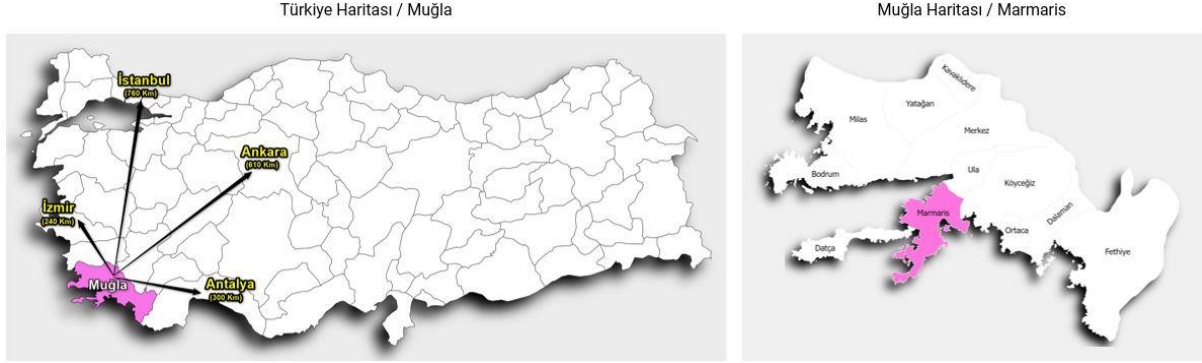 Türkiye Haritası / Muğla
İstanbul
(760 Km)
Ankara
(610 Km)
İzmir
(240 Km)
Muğla
Antalya
(300 Km)
Muğla Haritası / Marmaris
Kavaklıdere
Yatağan
Milas
Merkez
Bodrum
Ula
Köyceğiz
Marmaris
Dalaman
Ortaca
Datça
Fethiye